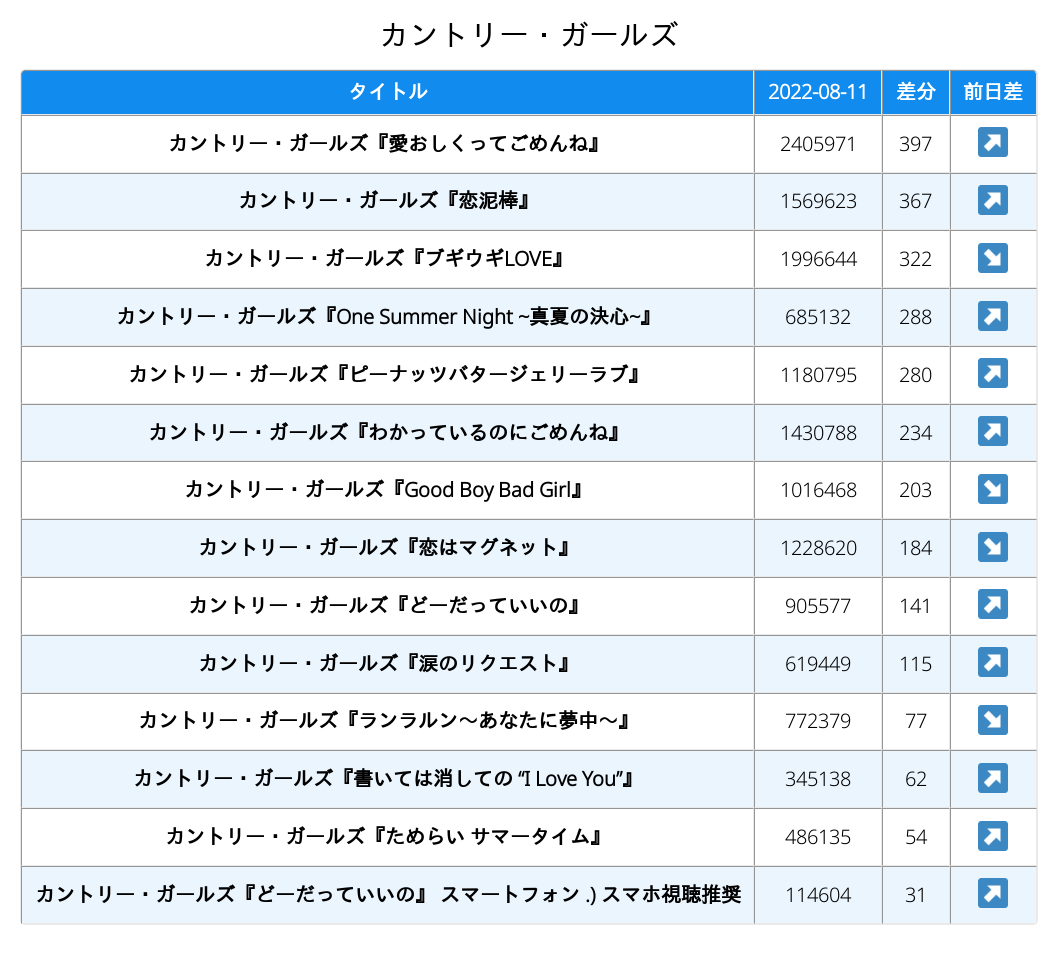 カントリー・ガールズ
タイトル 2022-08-11 差分 前日差
カントリー・ガールズ『愛おしくってごめんね』 2405971 397 ↗
カントリー・ガールズ『恋泥棒』 1569623 367 ↗
カントリー・ガールズ『ブギウギLOVE』 1996644 322 ↘
カントリー・ガールズ『One Summer Night ~真夏の決心~』 685132 288 ↗
カントリー・ガールズ『ピーナッツバタージェリーラブ』 1180795 280 ↗
カントリー・ガールズ『わかっているのにごめんね』 1430788 234 ↗
カントリー・ガールズ『Good Boy Bad Girl』 1016468 203 ↘
カントリー・ガールズ『恋はマグネット』 1228620 184 ↘
カントリー・ガールズ『どーだっていいの』 905577 141 ↗
カントリー・ガールズ『涙のリクエスト』 619449 115 ↗
カントリー・ガールズ『ランラルン〜あなたに夢中〜』 772379 77 ↘
カントリー・ガールズ『書いては消しての “I Love You”』 345138 62 ↗
カントリー・ガールズ『ためらい サマータイム』 486135 54 ↗
カントリー・ガールズ『どーだっていいの』 スマートフォン .) スマホ視聴推奨 114604 31 ↗